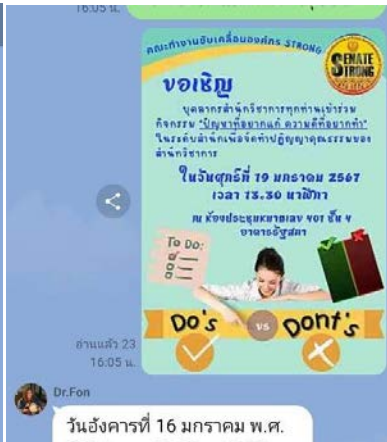 16:05 น.
คณะทำงานขับเคลื่อนองค์กร STRONG
SENATE
STRONG
ขอเชิญ
บุคลากรสำนักวิชาการทุกท่านเข้าร่วม
กิจกรรม "ปัญหาที่อยากแก้ ความดีที่อยากทำ"
ในระดับสำนักเพื่อจัดทำปฏิญญาคุณธรรมของ
สำนักวิชาการ
ในวันศุกร์ที่ 19 มกราคม 2567
เวลา 13.30 นาฬิกา
ณ ห้องประชุมหมายเลข 401 ชั้น 4
อาคารรัฐสภา
To Do:
Do's vs Dont's
อ่านแล้ว 23
16:05 น.
Dr.Fon
วันอังคารที่ 16 มกราคม พ.ศ.